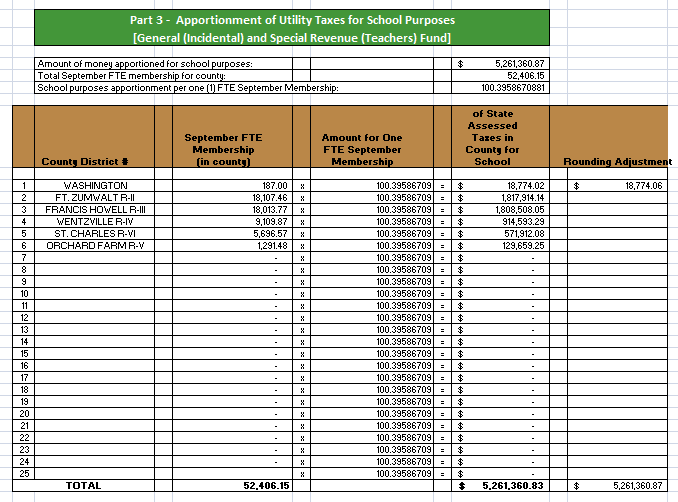 Part 3 - Apportionment of Utility Taxes for School Purposes
[General (Incidental) and Special Revenue (Teachers) Fund]
Amount of money apportioned for school purposes: $ 5,261,360.87
Total September FTE membership for county: 52,406.15
School purposes apportionment per one (1) FTE September Membership: 100.3958670881
of State
Assessed
September FTE Amount for One Taxes in
Membership FTE September County for
County District # (in county) Membership School Rounding Adjustment
1 WASHINGTON 187.00 x 100.39586709 = $ 18,774.02 $ 18,774.06
2 FT. ZUMWALT R-II 18,107.46 x 100.39586709 = $ 1,817,914.14
3 FRANCIS HOWELL R-III 18,013.77 x 100.39586709 = $ 1,808,508.05
4 WENTZVILLE R-IV 9,109.87 x 100.39586709 = $ 914,593.29
5 ST. CHARLES R-VI 5,696.57 x 100.39586709 = $ 571,912.08
6 ORCHARD FARM R-V 1,291.48 x 100.39586709 = $ 129,659.25
7 - x 100.39586709 = $ -
8 - x 100.39586709 = $ -
9 - x 100.39586709 = $ -
10 - x 100.39586709 = $ -
11 - x 100.39586709 = $ -
12 - x 100.39586709 = $ -
13 - x 100.39586709 = $ -
14 - x 100.39586709 = $ -
15 - x 100.39586709 = $ -
16 - x 100.39586709 = $ -
17 - x 100.39586709 = $ -
18 - x 100.39586709 = $ -
19 - x 100.39586709 = $ -
20 - x 100.39586709 = $ -
21 - x 100.39586709 = $ -
22 - x 100.39586709 = $ -
23 - x 100.39586709 = $ -
24 - x 100.39586709 = $ -
25 x 100.39586709 = $ -
TOTAL 52,406.15 $ 5,261,360.83 $ 5,261,360.87